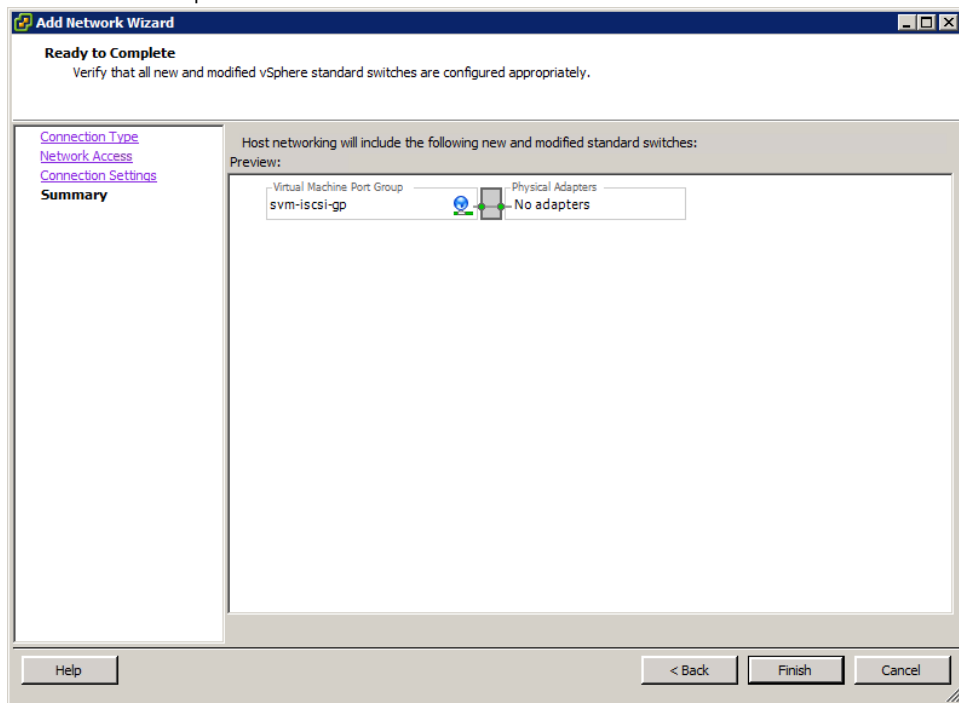 Add Network Wizard
Ready to Complete
Verify that all new and modified vSphere standard switches are configured appropriately.
Connection Type
Network Access
Connection Settings
Summary
Host networking will include the following new and modified standard switches:
Preview:
Virtual Machine Port Group
svm-iscsi-gp
Physical Adapters
No adapters
Help
< Back
Finish
Cancel